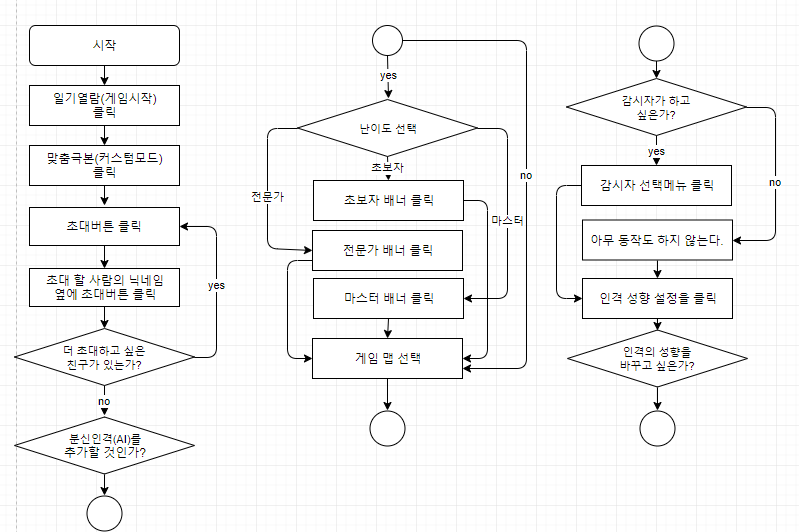 시작
일기열람(게임시작)
클릭
맞춤극본(커스텀모드)
클릭
초대버튼 클릭
초대 할 사람의 닉네임
옆에 초대버튼 클릭
yes
더 초대하고 싶은
친구가 있는가?
no
분신인격(AI)를
추가할 것인가?
yes
난이도 선택
초보자
no
전문가
마스터
초보자 배너 클릭
전문가 배너 클릭
마스터 배너 클릭
게임 맵 선택
감시자가 하고
싶은가?
yes
no
감시자 선택메뉴 클릭
아무 동작도 하지 않는다.
인격 성향 설정을 클릭
인격의 성향을
바꾸고 싶은가?